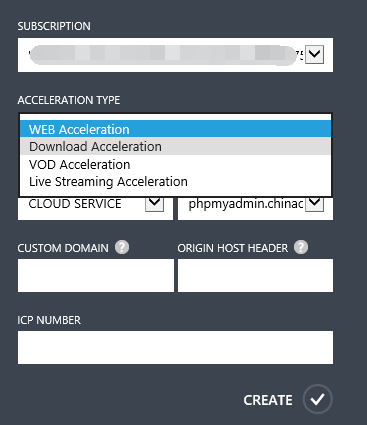 SUBSCRIPTION
ACCELERATION TYPE
WEB Acceleration
Download Acceleration
VOD Acceleration
Live Streaming Acceleration
CLOUD SERVICE phpmyadmin.chinac
CUSTOM DOMAIN ? ORIGIN HOST HEADER ?
ICP NUMBER
CREATE